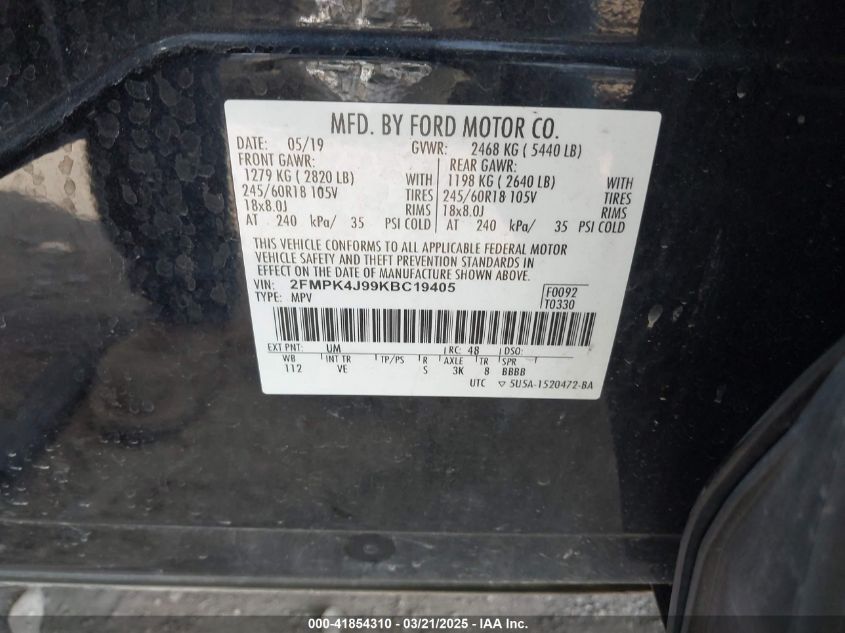 MFD. BY FORD MOTOR CO.
DATE: 05/19 GVWR: 2468 KG ( 5440 LB)
FRONT GAWR: REAR GAWR:
1279 KG ( 2820 LB) WITH 1198 KG ( 2640 LB) WITH
245/60R18 105V TIRES 245/60R18 105V TIRES
18x8.0J RIMS 18x8.0J RIMS
AT 240 kPa/ 35 PSI COLD AT 240 kPa/ 35 PSI COLD
THIS VEHICLE CONFORMS TO ALL APPLICABLE FEDERAL MOTOR
VEHICLE SAFETY AND THEFT PREVENTION STANDARDS IN
EFFECT ON THE DATE OF MANUFACTURE SHOWN ABOVE.
VIN: 2FMPK4J99KBC19405 F0092
TYPE: MPV T0330
EXT PNT: UM RC: 48 DSO:
WB INT TR TP/PS R AXLE TR SPR
112 VE S 3K 8 BBBB
UTC ▽ 5U5A-1520472-BA
000-41854310 - 03/21/2025 - IAAI Inc.